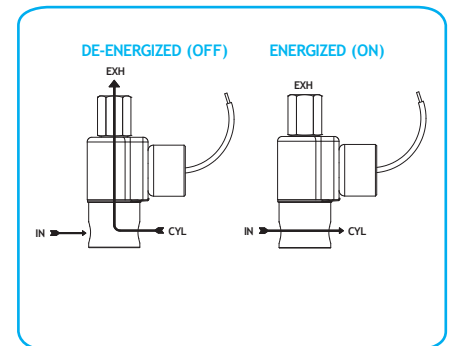 DE-ENERGIZED (OFF)
EXH
IN
CYL
ENERGIZED (ON)
EXH
IN
CYL